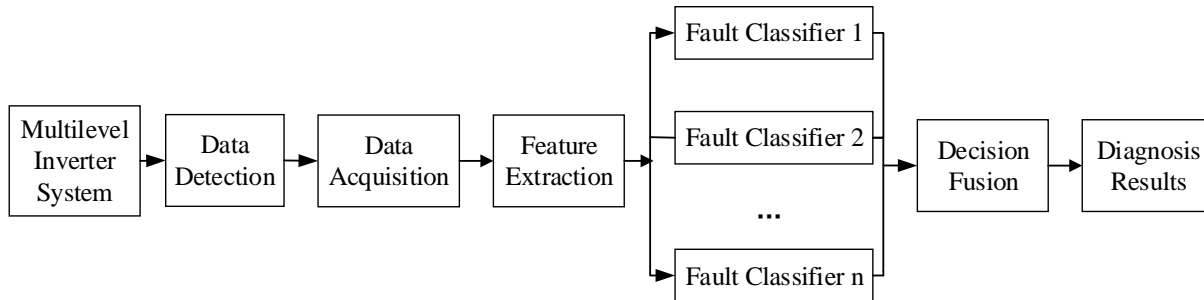 Multilevel
Inverter
System
Data
Detection
Data
Acquisition
Feature
Extraction
Fault Classifier 1
Fault Classifier 2
...
Fault Classifier n
Decision
Fusion
Diagnosis
Results